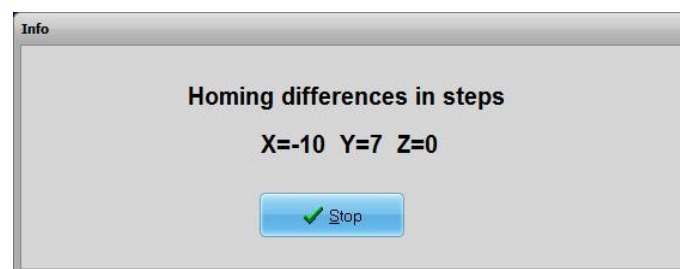 Info
Homing differences in steps
X=-10 Y=7 Z=0
Stop